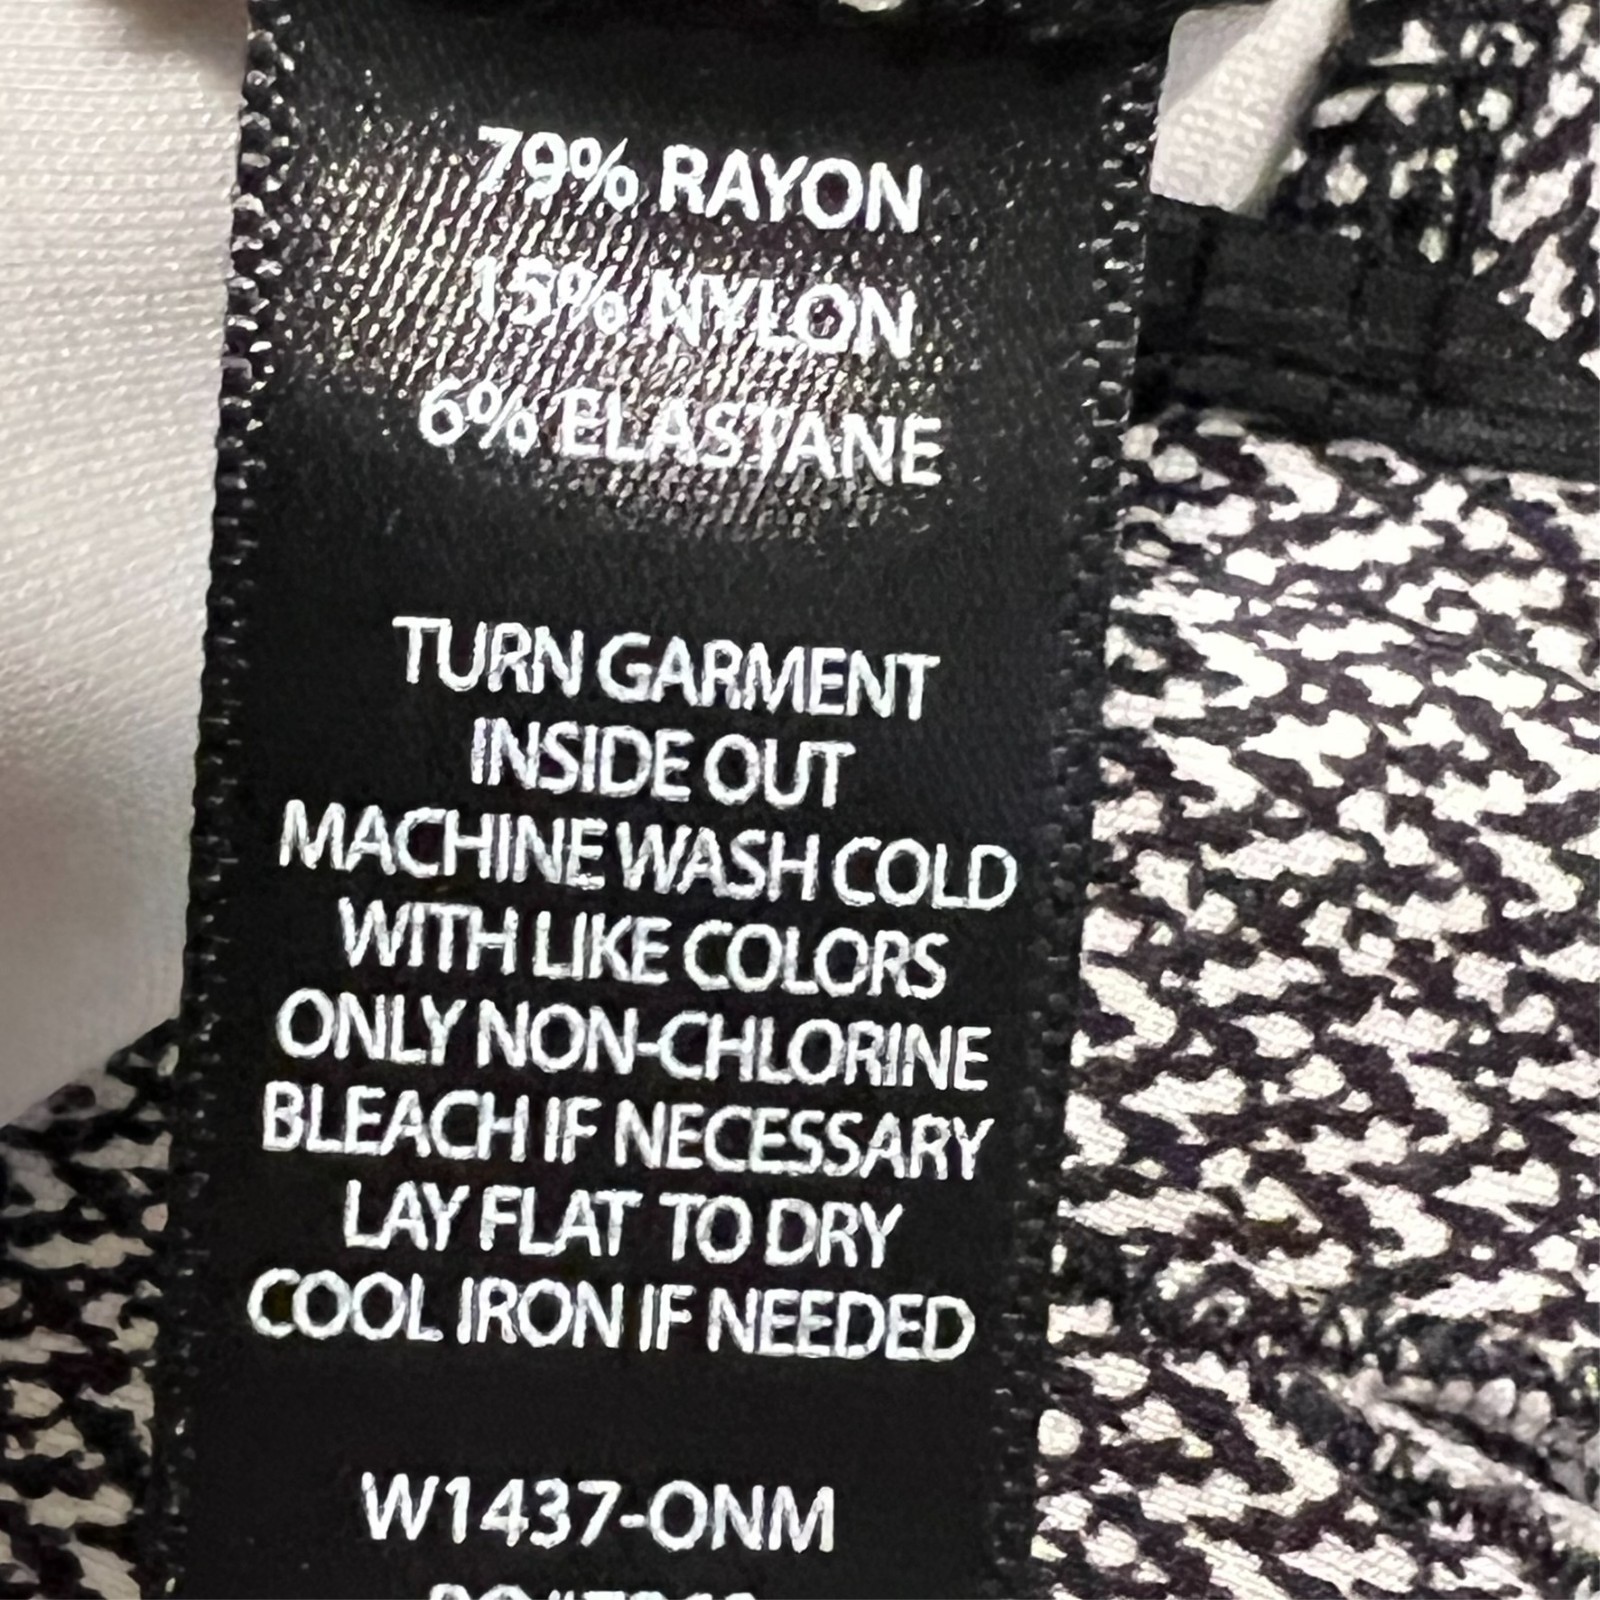 79% RAYON
15% NYLON
6% ELASTANE
TURN GARMENT
INSIDE OUT
MACHINE WASH COLD
WITH LIKE COLORS
ONLY NON-CHLORINE
BLEACH IF NECESSARY
LAY FLAT TO DRY
COOL IRON IF NEEDED
W1437-ONM